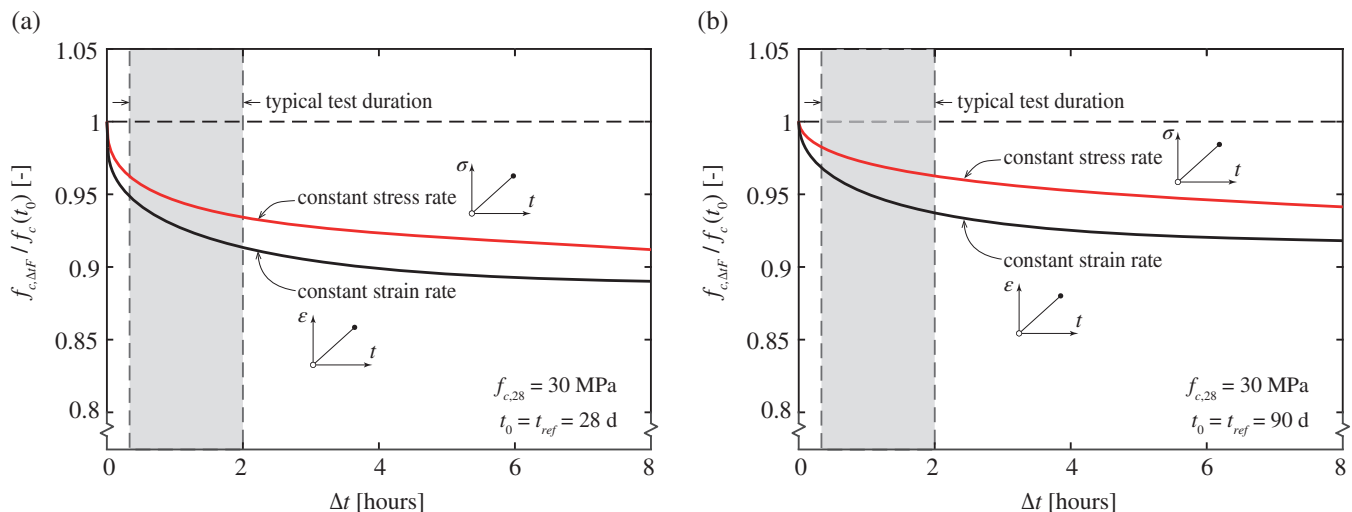 (a)
1.05
1
0.95
0.9
0.85
0.8
f_{c,ΔtF} / f_c(t_0) [-]
typical test duration
σ
t
constant stress rate
constant strain rate
ε
t
f_{c,28} = 30 MPa
t_0 = t_{ref} = 28 d
0 2 4 6 8
Δt [hours]
(b)
1.05
1
0.95
0.9
0.85
0.8
f_{c,ΔtF} / f_c(t_0) [-]
typical test duration
σ
t
constant stress rate
constant strain rate
ε
t
f_{c,28} = 30 MPa
t_0 = t_{ref} = 90 d
0 2 4 6 8
Δt [hours]